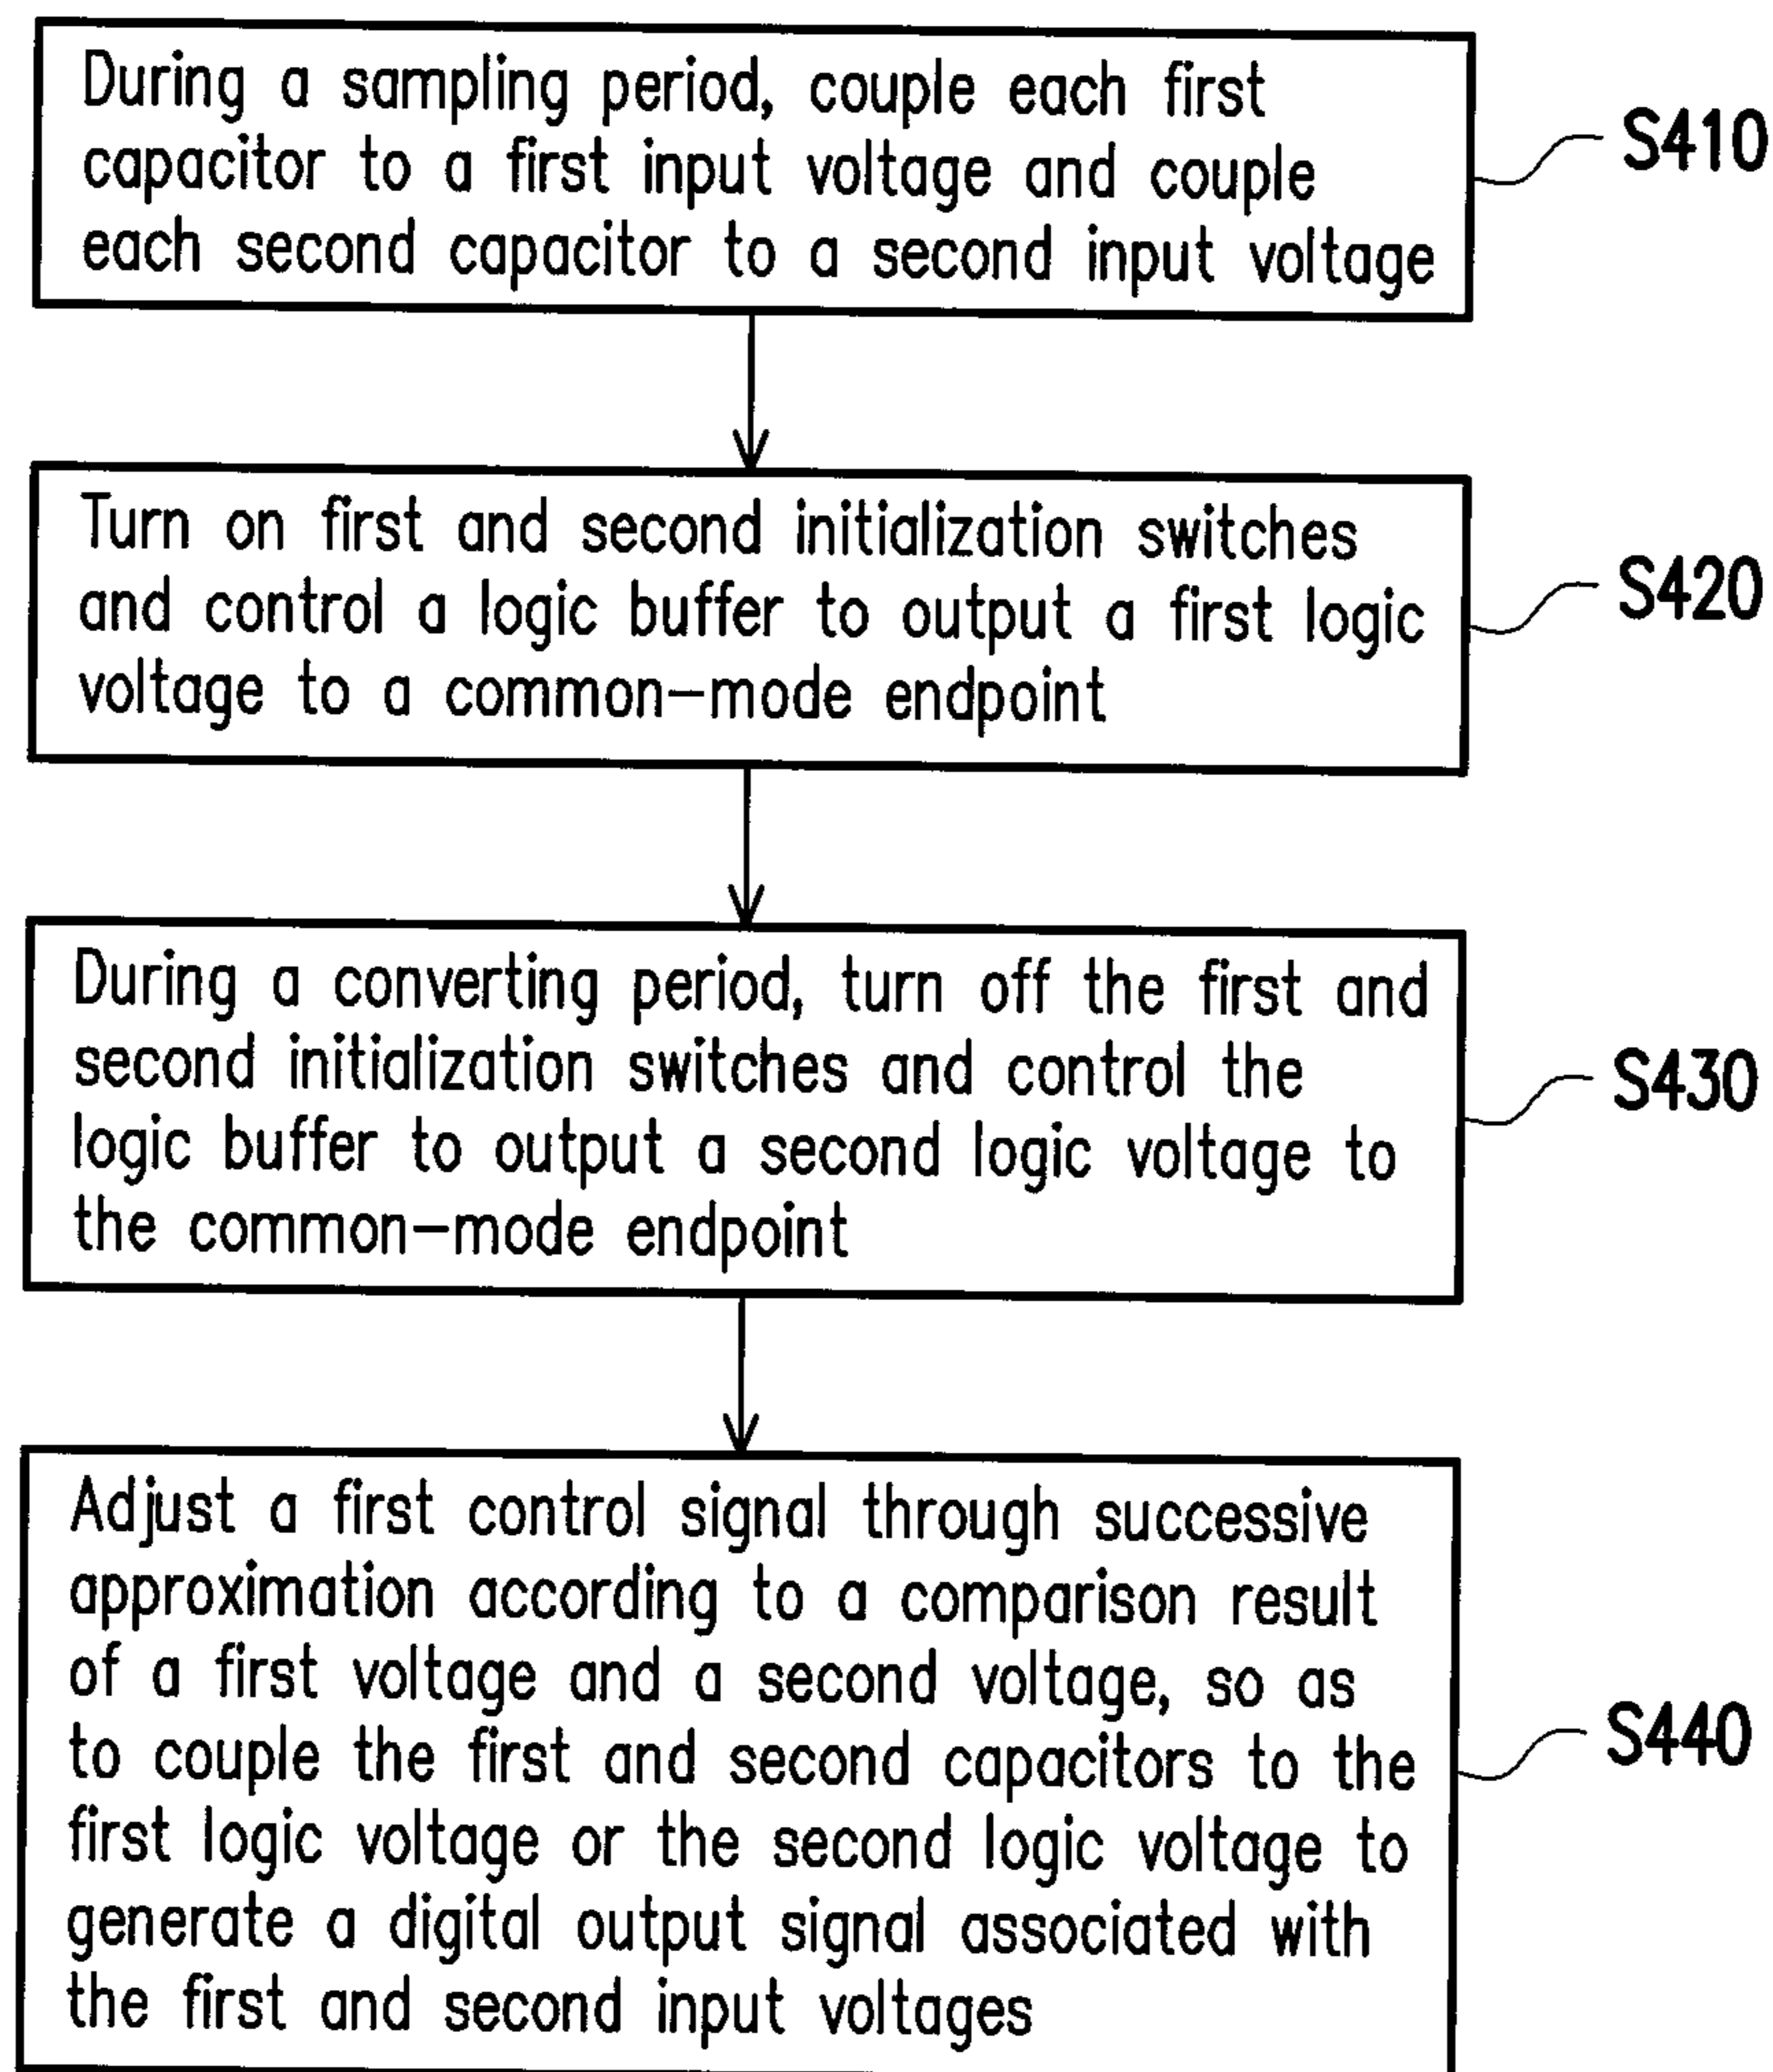 During a sampling period, couple each first
capacitor to a first input voltage and couple
each second capacitor to a second input voltage
S410
Turn on first and second initialization switches
and control a logic buffer to output a first logic
voltage to a common-mode endpoint
S420
During a converting period, turn off the first and
second initialization switches and control the
logic buffer to output a second logic voltage to
the common-mode endpoint
S430
Adjust a first control signal through successive
approximation according to a comparison result
of a first voltage and a second voltage, so as
to couple the first and second capacitors to the
first logic voltage or the second logic voltage to
generate a digital output signal associated with
the first and second input voltages
S440